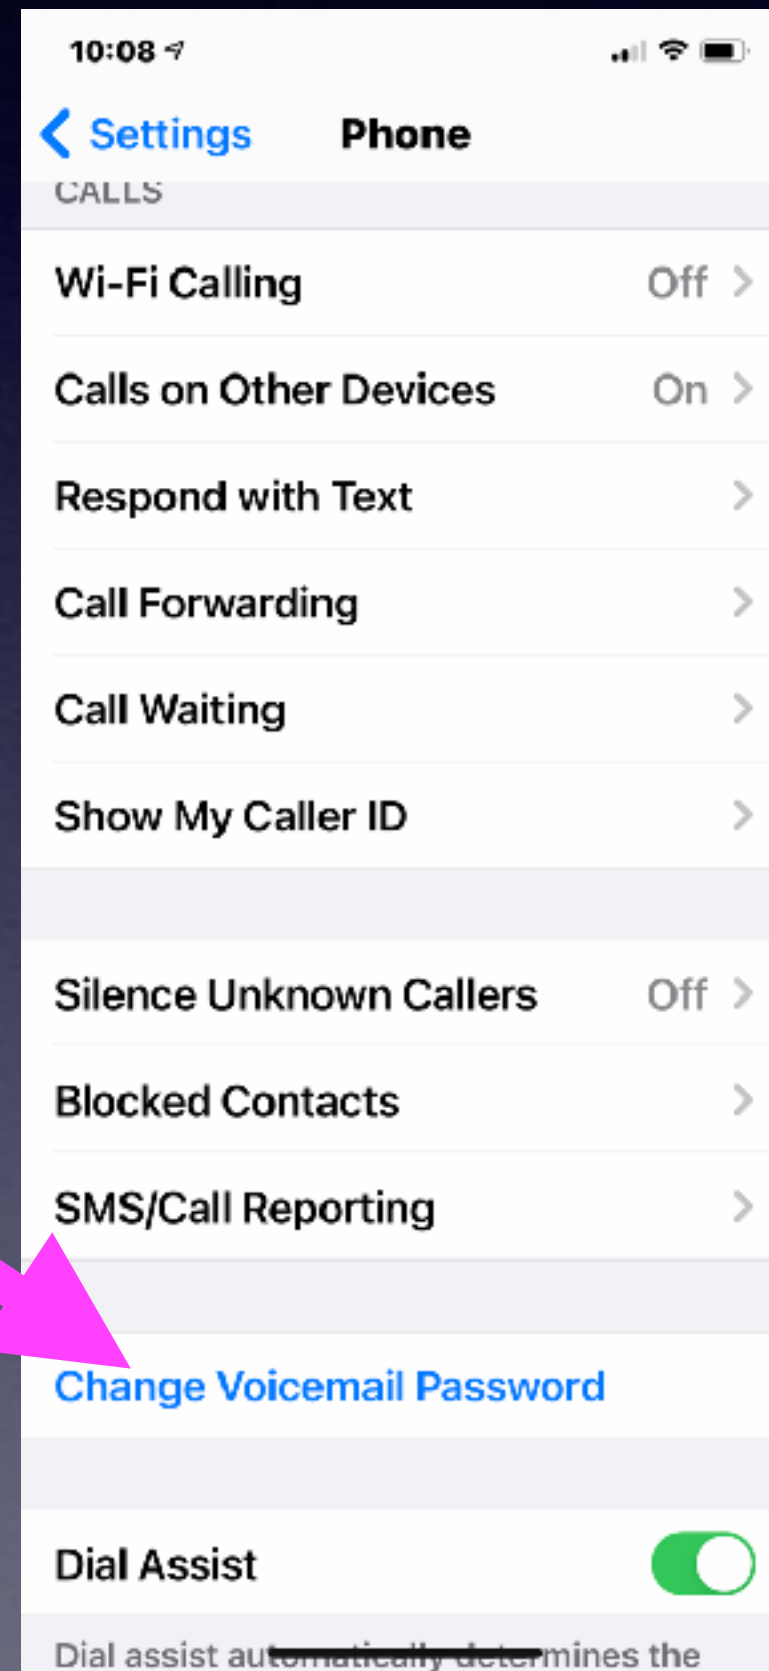 10:08
Settings Phone
CALLS
Wi-Fi Calling Off
Calls on Other Devices On
Respond with Text
Call Forwarding
Call Waiting
Show My Caller ID
Silence Unknown Callers Off
Blocked Contacts
SMS/Call Reporting
Change Voicemail Password
Dial Assist
Dial assist automatically determines the